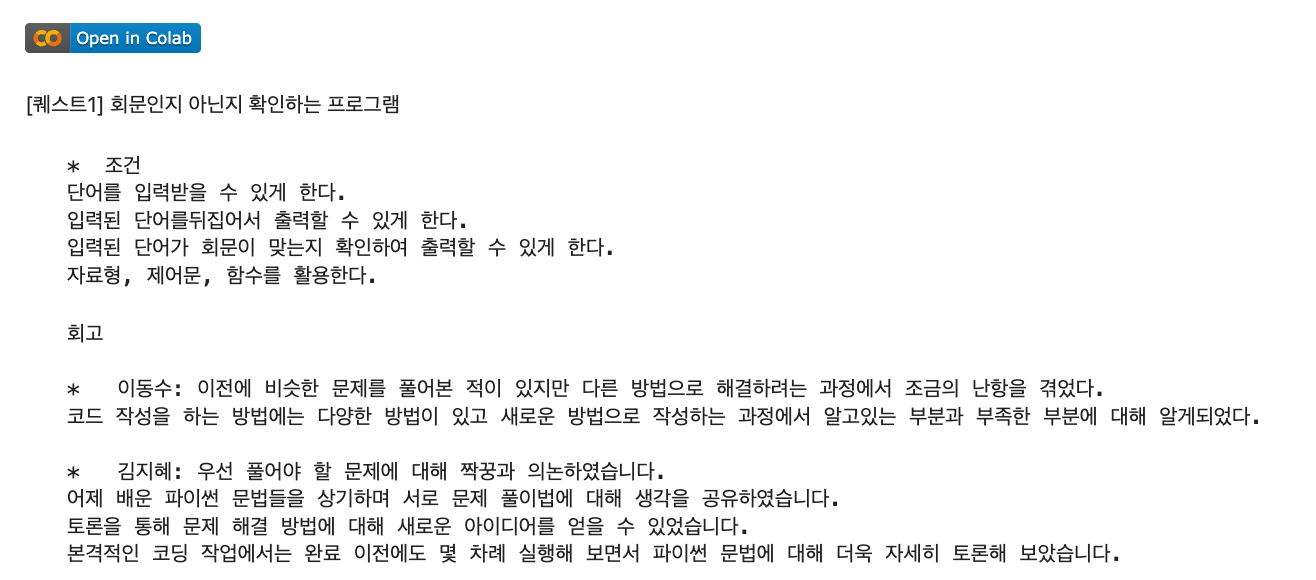 Open in Colab
[퀘스트1] 회문인지 아닌지 확인하는 프로그램
* 조건
단어를 입력받을 수 있게 한다.
입력된 단어를뒤집어서 출력할 수 있게 한다.
입력된 단어가 회문이 맞는지 확인하여 출력할 수 있게 한다.
자료형, 제어문, 함수를 활용한다.
회고
* 이동수: 이전에 비슷한 문제를 풀어본 적이 있지만 다른 방법으로 해결하려는 과정에서 조금의 난항을 겪었다.
코드 작성을 하는 방법에는 다양한 방법이 있고 새로운 방법으로 작성하는 과정에서 알고있는 부분과 부족한 부분에 대해 알게되었다.
* 김지혜: 우선 풀어야 할 문제에 대해 짝꿍과 의논하였습니다.
어제 배운 파이썬 문법들을 상기하며 서로 문제 풀이법에 대해 생각을 공유하였습니다.
토론을 통해 문제 해결 방법에 대해 새로운 아이디어를 얻을 수 있었습니다.
본격적인 코딩 작업에서는 완료 이전에도 몇 차례 실행해 보면서 파이썬 문법에 대해 더욱 자세히 토론해 보았습니다.